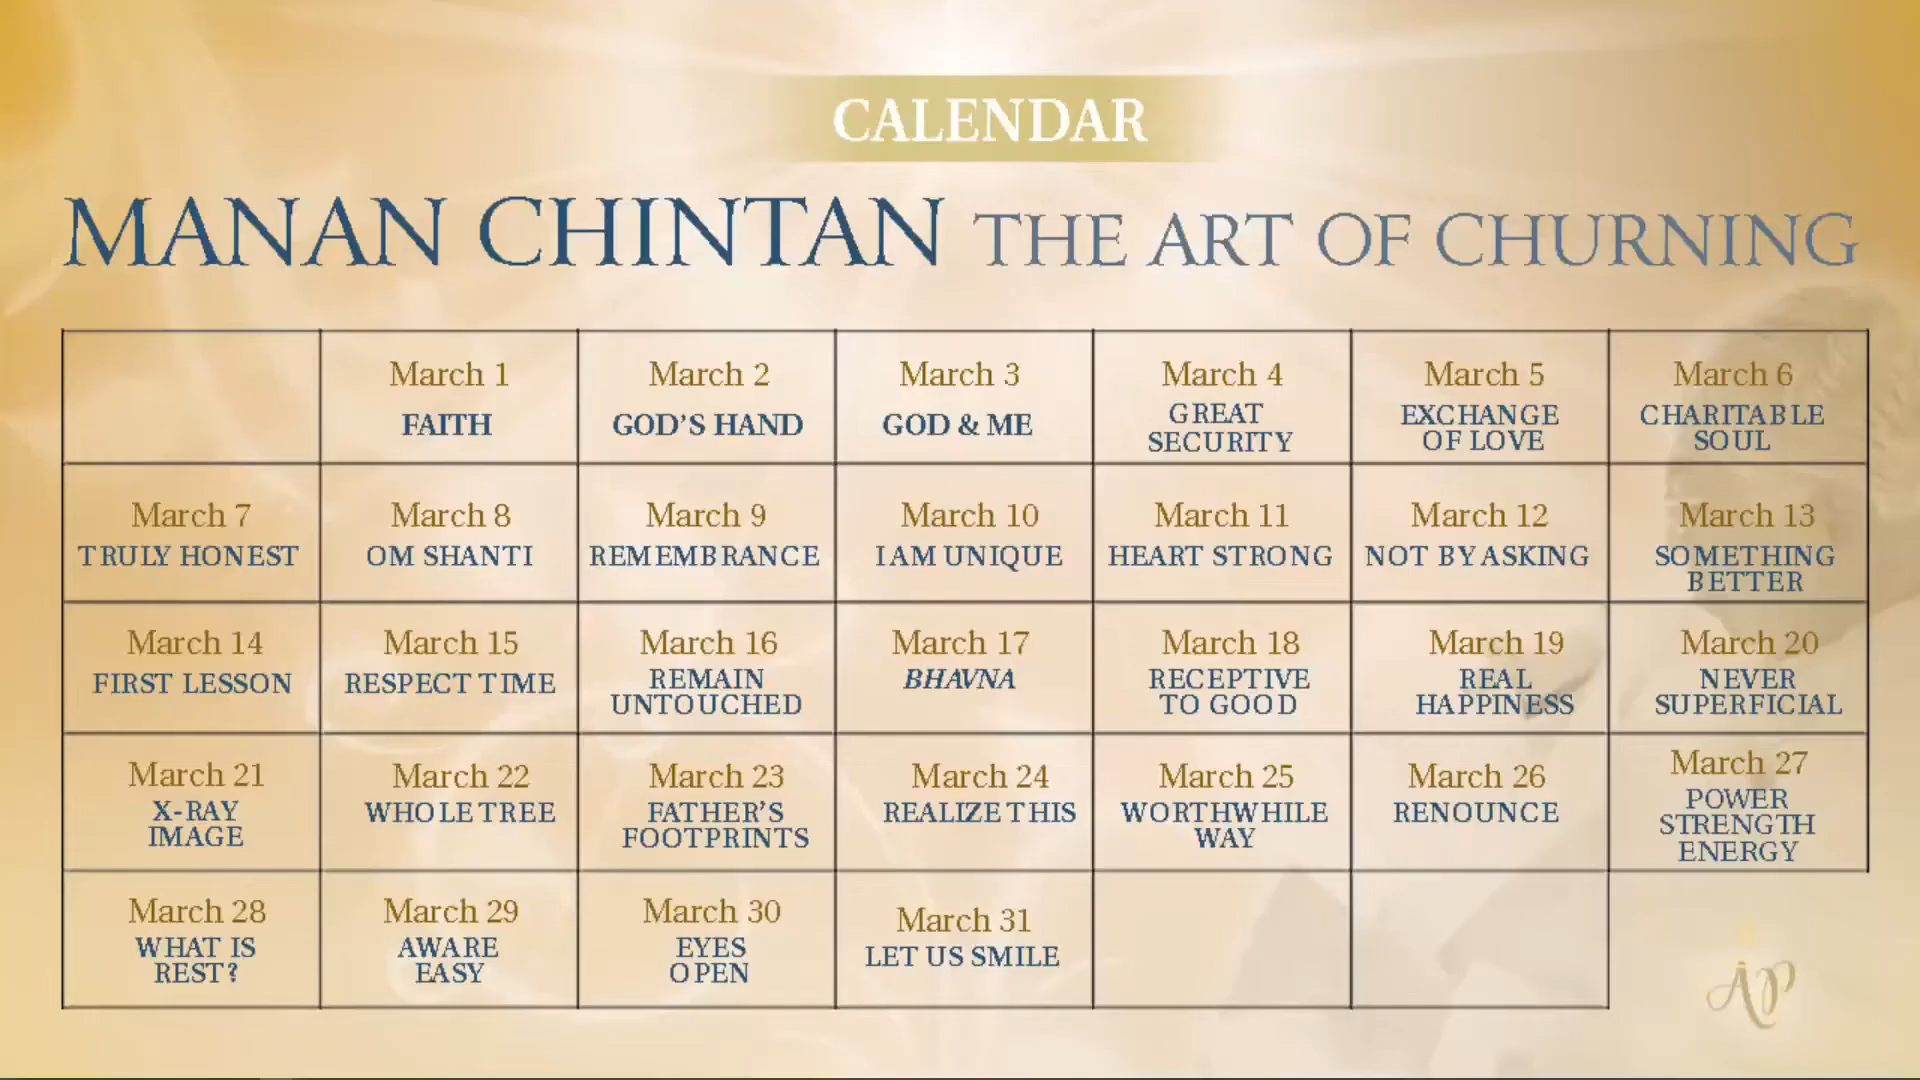 CALENDAR
MANAN CHINTAN THE ART OF CHURNING
March 1
FAITH
March 2
GOD'S HAND
March 3
GOD & ME
March 4
GREAT
SECURITY
March 5
EXCHANGE
OF LOVE
March 6
CHARITABLE
SOUL
March 7
TRULY HONEST
March 8
OM SHANTI
March 9
REMEMBRANCE
March 10
I AM UNIQUE
March 11
HEART STRONG
March 12
NOT BY ASKING
March 13
SOMETHING
BETTER
March 14
FIRST LESSON
March 15
RESPECT TIME
March 16
REMAIN
UNTOUCHED
March 17
BHAVNA
March 18
RECEPTIVE
TO GOOD
March 19
REAL
HAPPINESS
March 20
NEVER
SUPERFICIAL
March 21
X-RAY
IMAGE
March 22
WHOLE TREE
March 23
FATHER'S
FOOTPRINTS
March 24
REALIZE THIS
March 25
WORTHWHILE
WAY
March 26
RENOUNCE
March 27
POWER
STRENGTH
ENERGY
March 28
WHAT IS
REST?
March 29
AWARE
EASY
March 30
EYES
OPEN
March 31
LET US SMILE